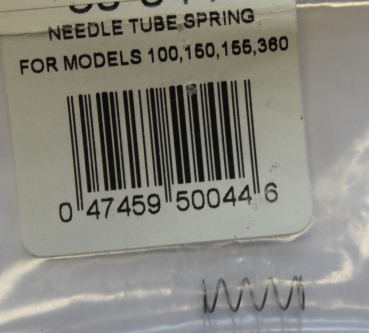 NEEDLE TUBE SPRING
FOR MODELS 100,150,155,360
0 47459 50044 6